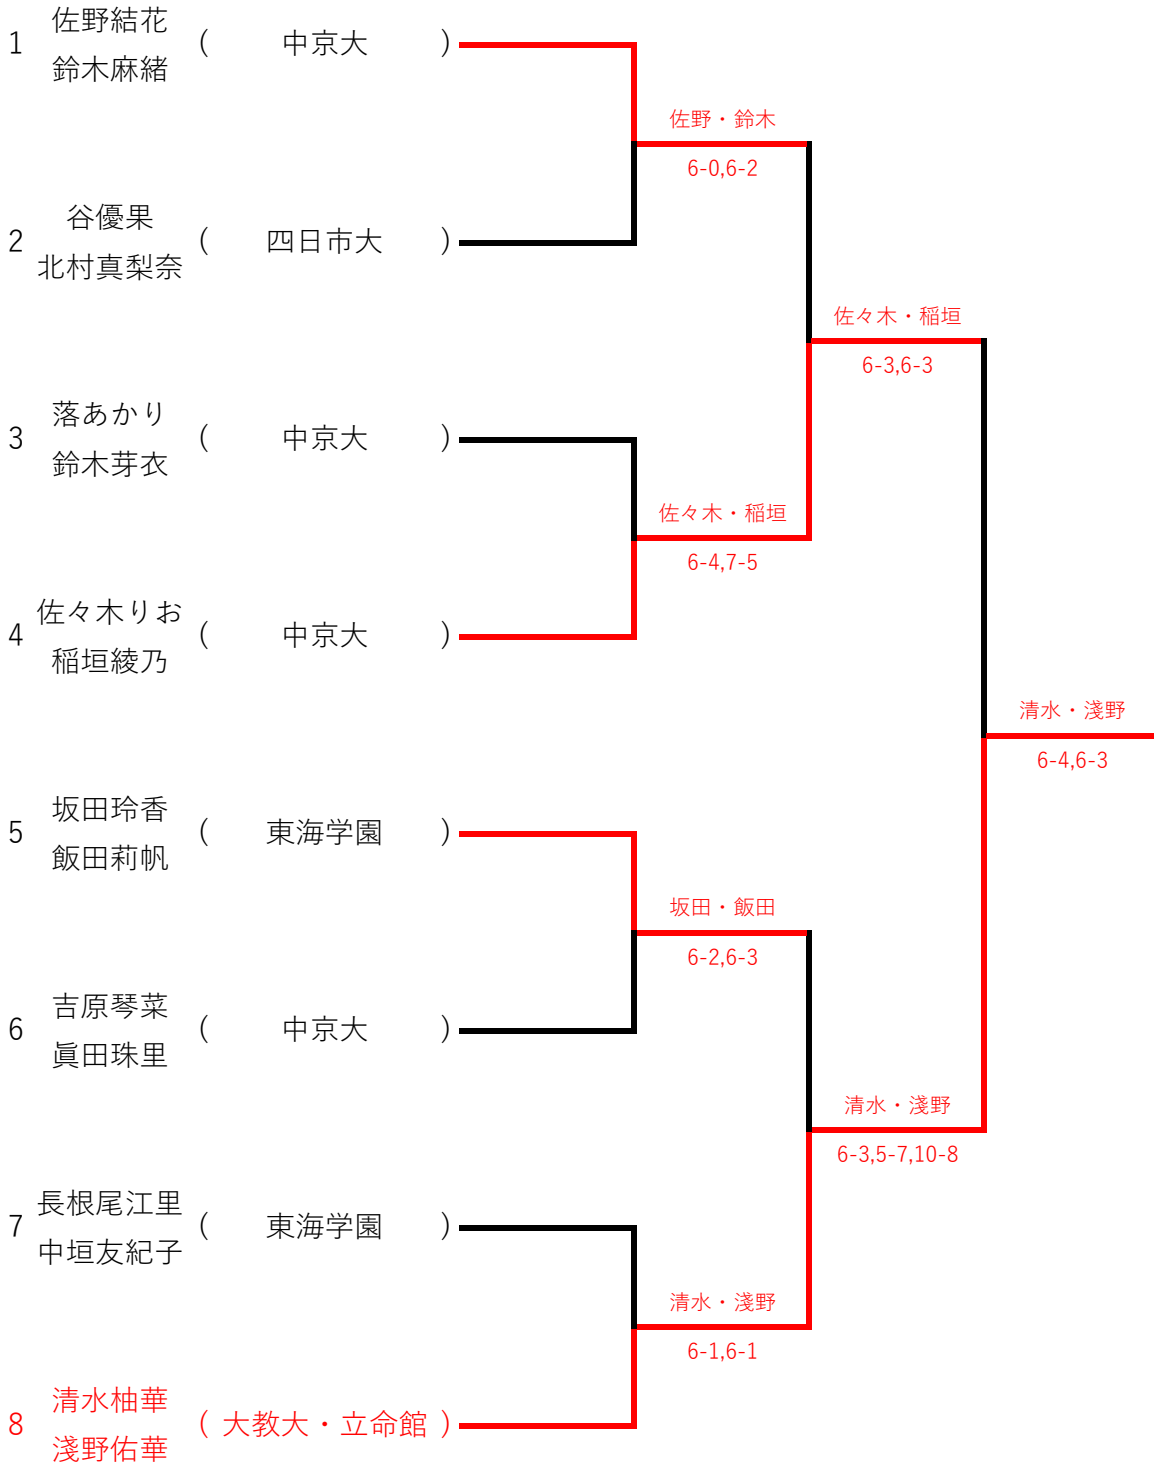 1 佐野結花 ( 中京大 )
鈴木麻緒
佐野・鈴木
6-0,6-2
2 谷優果 ( 四日市大 )
北村真梨奈
佐々木・稲垣
6-3,6-3
3 落あかり ( 中京大 )
鈴木芽衣
佐々木・稲垣
6-4,7-5
4 佐々木りお ( 中京大 )
稲垣綾乃
清水・淺野
6-4,6-3
5 坂田玲香 ( 東海学園 )
飯田莉帆
坂田・飯田
6-2,6-3
6 吉原琴菜 ( 中京大 )
眞田珠里
清水・淺野
6-3,5-7,10-8
7 長根尾江里 ( 東海学園 )
中垣友紀子
清水・淺野
6-1,6-1
8 清水柚華 ( 大教大・立命館 )
淺野佑華